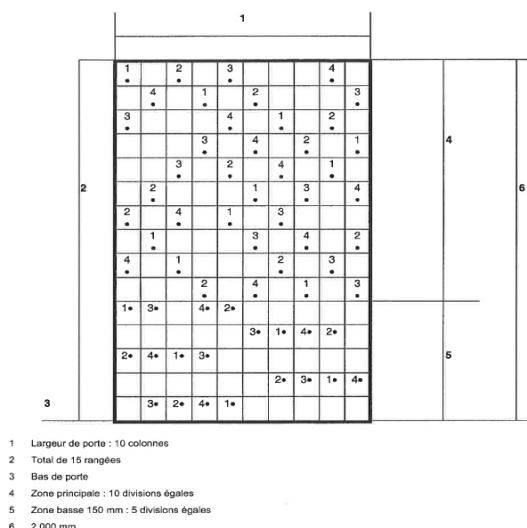 1
1 2 3 4
4 1 2 3
3 4 1 2
3 4 2 1 4
3 2 4 1
2 2 1 3 4 6
2 4 1 3
1 3 4 2
4 1 2 3
2 4 1 3
1• 3• 4• 2•
3• 1• 4• 2•
2• 4• 1• 3• 5
2• 3• 1• 4•
3 3• 2• 4• 1•
1 Largeur de porte : 10 colonnes
2 Total de 15 rangées
3 Bas de porte
4 Zone principale : 10 divisions égales
5 Zone basse 150 mm : 5 divisions égales
6 2 000 mm